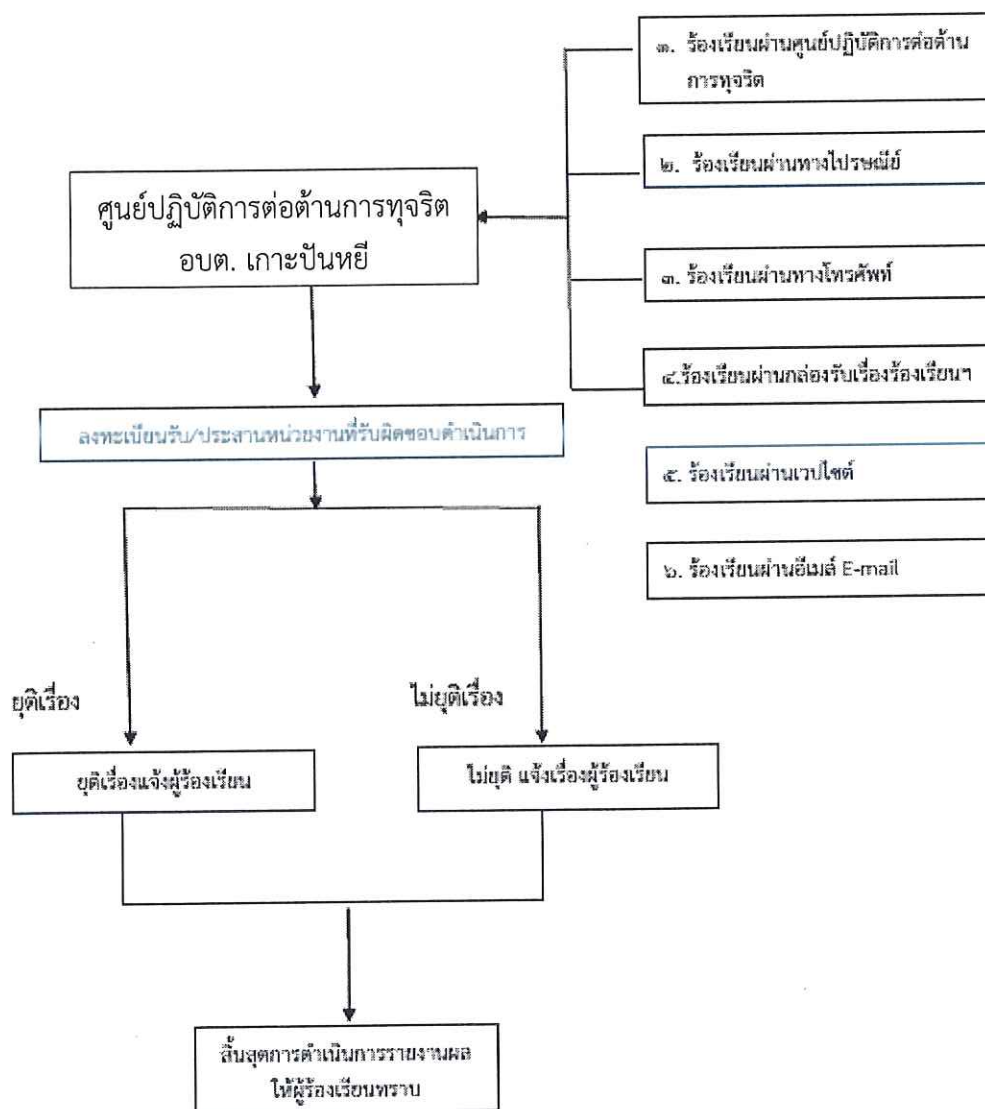 ๑. ร้องเรียนผ่านศูนย์ปฏิบัติการต่อต้าน
การทุจริต
๒. ร้องเรียนผ่านทางไปรษณีย์
ศูนย์ปฏิบัติการต่อต้านการทุจริต
อบต. เกาะปันหยี
๓. ร้องเรียนผ่านทางโทรศัพท์
๔.ร้องเรียนผ่านกล่องรับเรื่องร้องเรียนฯ
ลงทะเบียนรับ/ประสานหน่วยงานที่รับผิดชอบดำเนินการ
๕. ร้องเรียนผ่านเวปไซต์
๖. ร้องเรียนผ่านอีเมล์ E-mail
ยุติเรื่อง
ไม่ยุติเรื่อง
ยุติเรื่องแจ้งผู้ร้องเรียน
ไม่ยุติ แจ้งเรื่องผู้ร้องเรียน
สิ้นสุดการดำเนินการรายงานผล
ให้ผู้ร้องเรียนทราบ